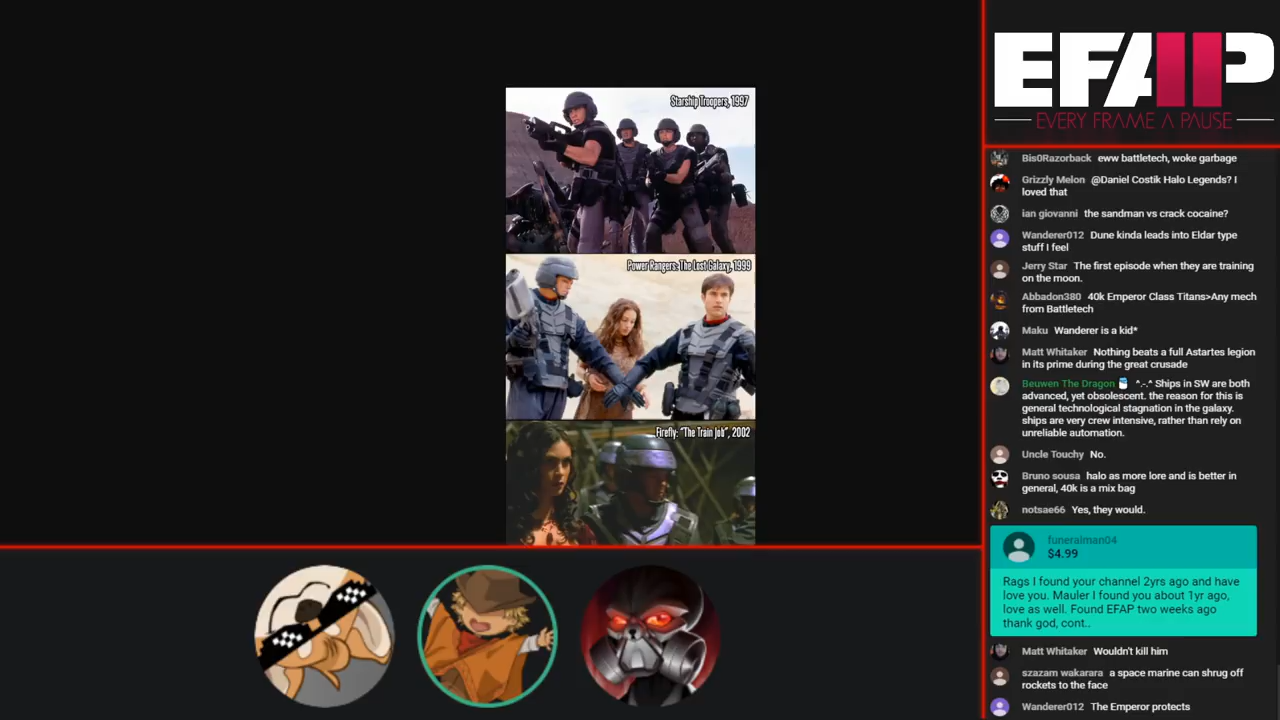 Starship Troopers, 1997
Power Rangers: The Lost Galaxy, 1999
Firefly: "The Train Job", 2002
EFAP
EVERY FRAME A PAUSE
Bis0Razorback eww battletech, woke garbage
Grizzly Melon @Daniel Costik Halo Legends? I
loved that
ian giovanni the sandman vs crack cocaine?
Wanderer012 Dune kinda leads into Eldar type
stuff I feel
Jerry Star The first episode when they are training
on the moon.
Abbadon380 40k Emperor Class Titans>Any mech
from Battletech
Maku Wanderer is a kid*
Matt Whitaker Nothing beats a full Astartes legion
in its prime during the great crusade
Beuwen The Dragon ^.-.^ Ships in SW are both
advanced, yet obsolescent. the reason for this is
general technological stagnation in the galaxy.
ships are very crew intensive, rather than rely on
unreliable automation.
Uncle Touchy No.
Bruno sousa halo as more lore and is better in
general, 40k is a mix bag
notsae66 Yes, they would.
funeralman04
$4.99
Rags I found your channel 2yrs ago and have
love you. Mauler I found you about 1yr ago,
love as well. Found EFAP two weeks ago
thank god, cont..
Matt Whitaker Wouldn't kill him
szazam wakarara a space marine can shrug off
rockets to the face
Wanderer012 The Emperor protects